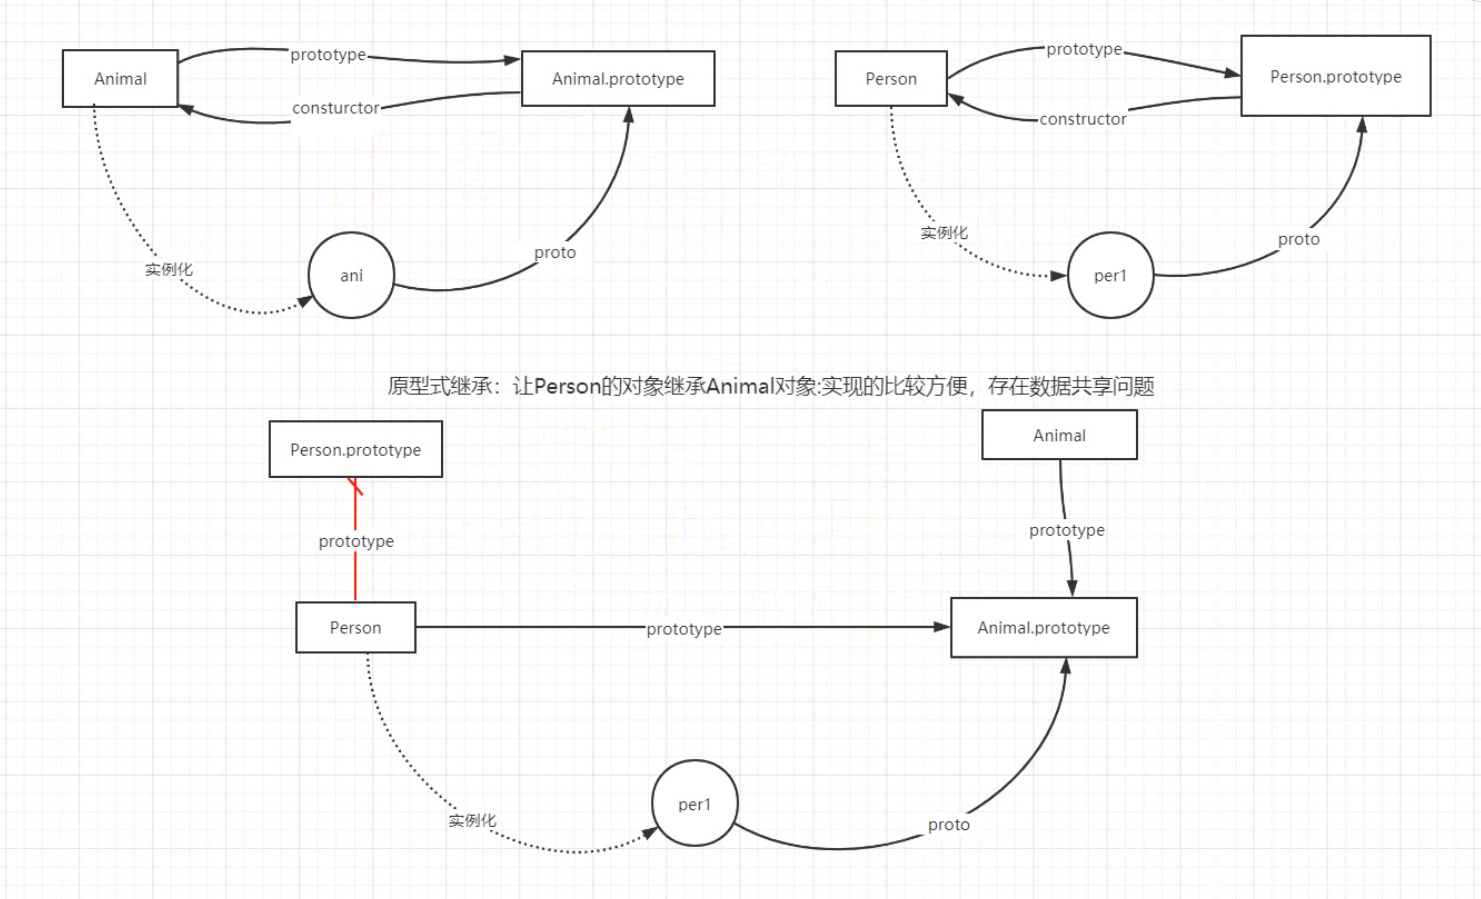 prototype
Animal
Animal.prototype
consturctor
实例化
ani
proto
prototype
Person
Person.prototype
constructor
实例化
per1
proto
原型式继承：让Person的对象继承Animal对象:实现的比较方便，存在数据共享问题
Person.prototype
Animal
prototype
prototype
Person
prototype
Animal.prototype
实例化
per1
proto